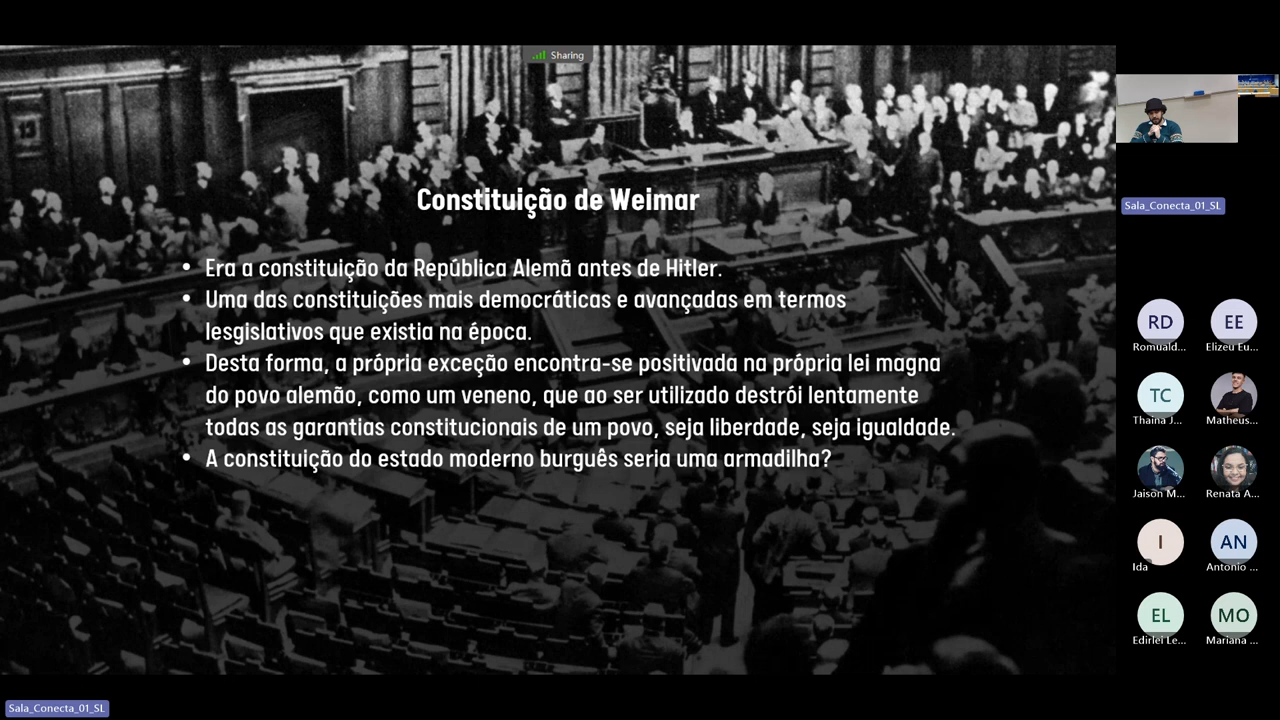 Sharing
13
Constituição de Weimar
• Era a constituição da República Alemã antes de Hitler.
• Uma das constituições mais democráticas e avançadas em termos
lesgislativos que existia na época.
• Desta forma, a própria exceção encontra-se positivada na própria lei magna
do povo alemão, como um veneno, que ao ser utilizado destrói lentamente
todas as garantias constitucionais de um povo, seja liberdade, seja igualdade.
• A constituição do estado moderno burguês seria uma armadilha?
Sala_Conecta_01_SL
RD
EE
Romuald...
Elizeu Eu...
TC
Thaina J...
Matheus...
Jaison M...
Renata A...
I
AN
Ida
Antonio ...
EL
MO
Edirlei Le...
Mariana ...
Sala_Conecta_01_SL